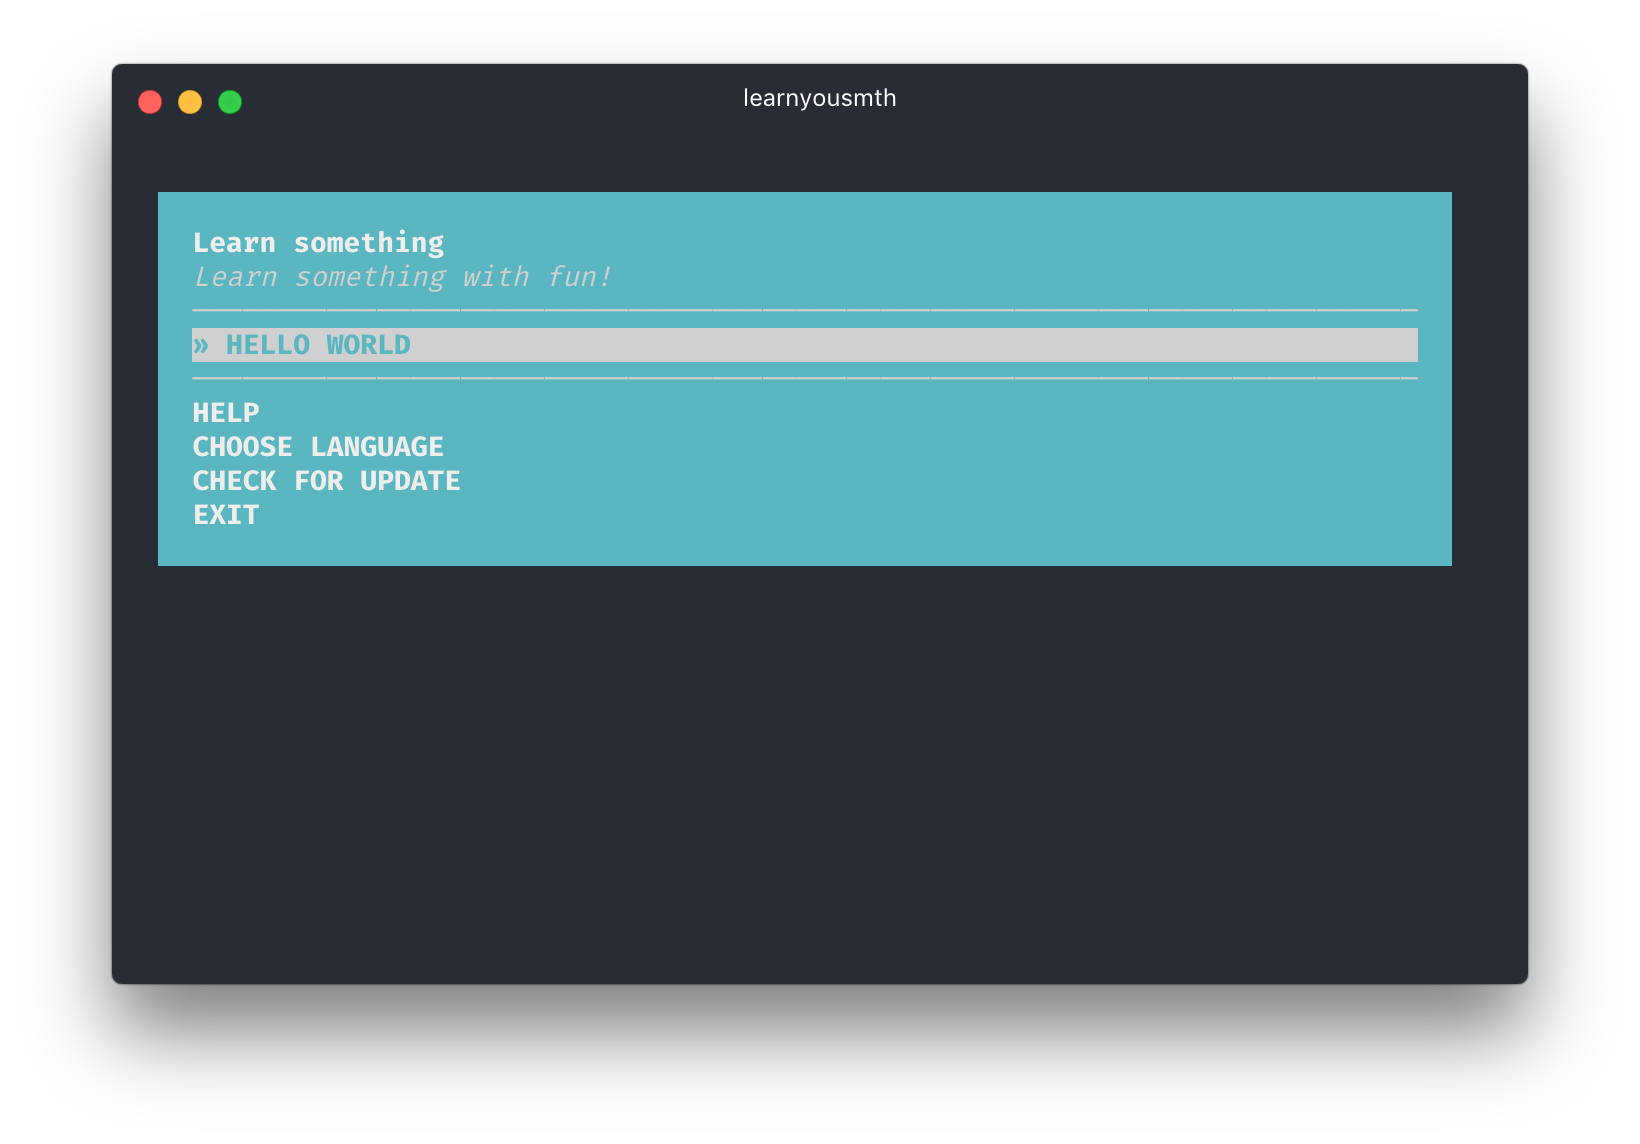 learnyousmth
Learn something
Learn something with fun!
» HELLO WORLD
HELP
CHOOSE LANGUAGE
CHECK FOR UPDATE
EXIT